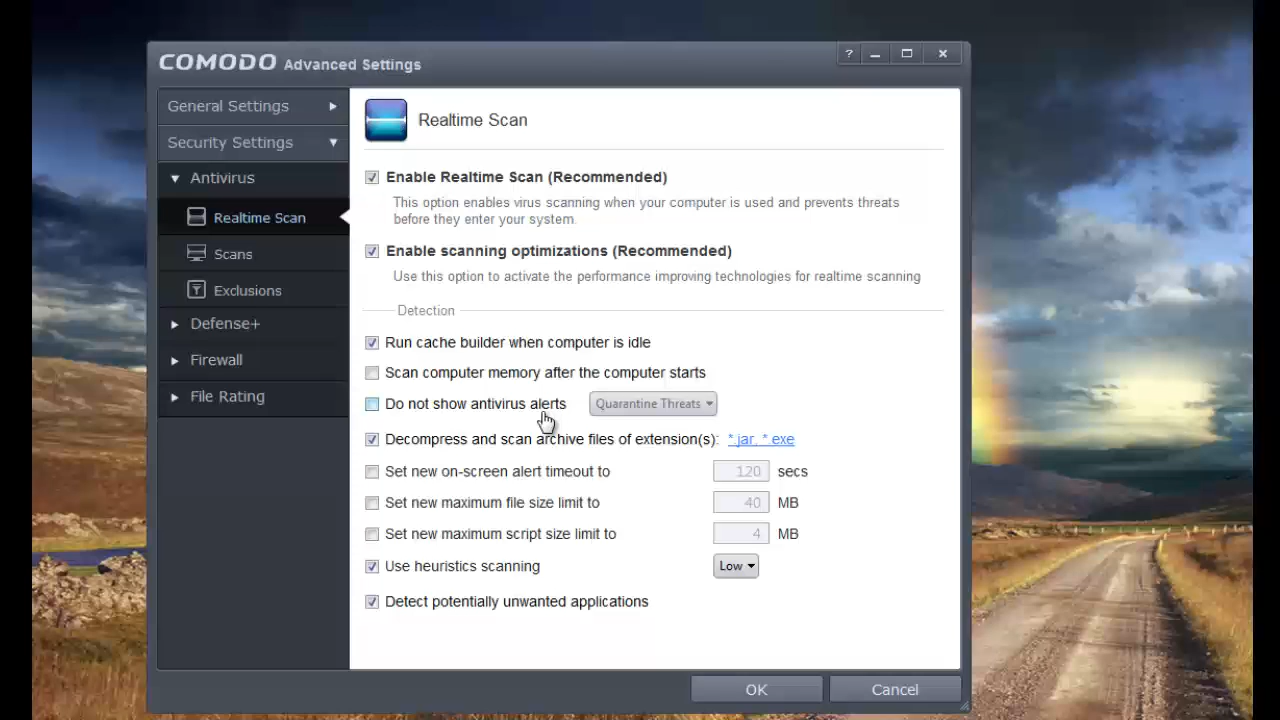 COMODO Advanced Settings
?
General Settings
Security Settings
Antivirus
Realtime Scan
Scans
Exclusions
Defense+
Firewall
File Rating
Realtime Scan
Enable Realtime Scan (Recommended)
This option enables virus scanning when your computer is used and prevents threats
before they enter your system.
Enable scanning optimizations (Recommended)
Use this option to activate the performance improving technologies for realtime scanning
Detection
Run cache builder when computer is idle
Scan computer memory after the computer starts
Do not show antivirus alerts Quarantine Threats
Decompress and scan archive files of extension(s): *.jar, *.exe
Set new on-screen alert timeout to 120 secs
Set new maximum file size limit to 40 MB
Set new maximum script size limit to 4 MB
Use heuristics scanning Low
Detect potentially unwanted applications
OK Cancel